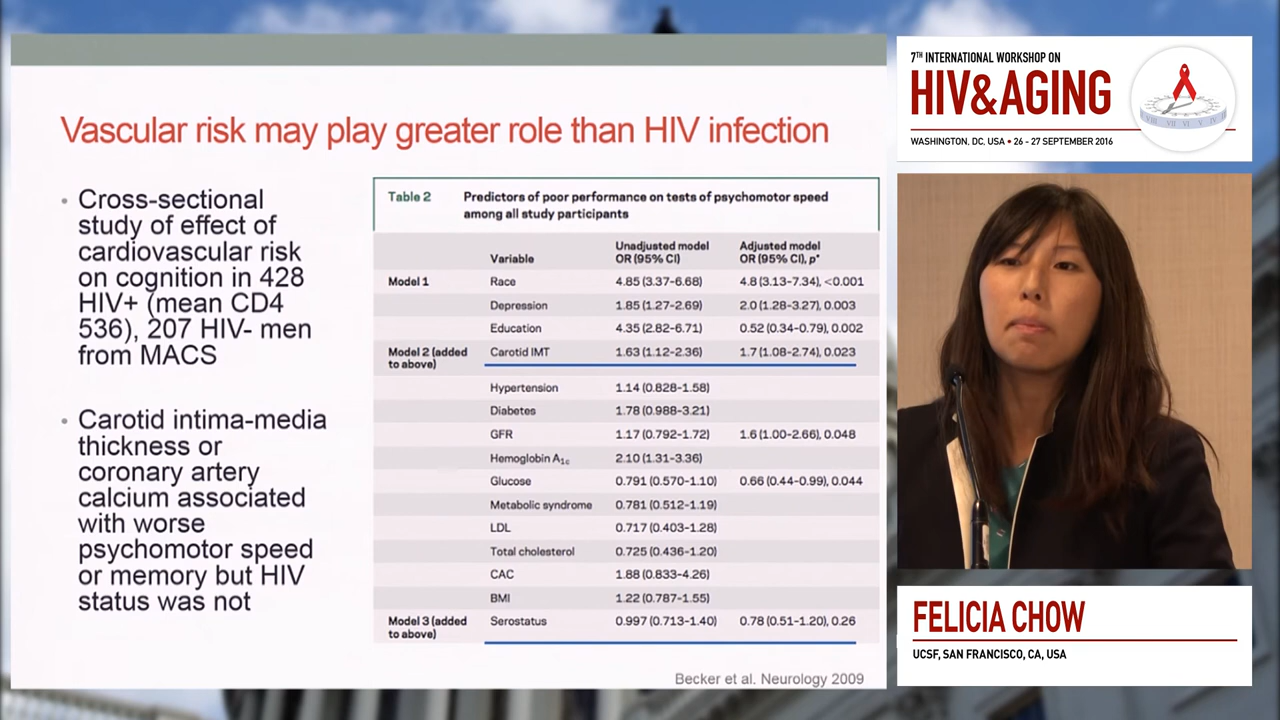 Vascular risk may play greater role than HIV infection
• Cross-sectional
study of effect of
cardiovascular risk
on cognition in 428
HIV+ (mean CD4
536), 207 HIV- men
from MACS
• Carotid intima-media
thickness or
coronary artery
calcium associated
with worse
psychomotor speed
or memory but HIV
status was not
Table 2 Predictors of poor performance on tests of psychomotor speed
among all study participants
Variable Unadjusted model OR (95% CI) Adjusted model OR (95% CI), p*
Model 1 Race 4.85 (3.37-6.68) 4.8 (3.13-7.34), <0.001
Depression 1.85 (1.27-2.69) 2.0 (1.28-3.27), 0.003
Education 4.35 (2.82-6.71) 0.52 (0.34-0.79), 0.002
Model 2 (added to above) Carotid IMT 1.63 (1.12-2.36) 1.7 (1.08-2.74), 0.023
Hypertension 1.14 (0.828-1.58)
Diabetes 1.78 (0.988-3.21)
GFR 1.17 (0.792-1.72) 1.6 (1.00-2.66), 0.048
Hemoglobin A1c 2.10 (1.31-3.36)
Glucose 0.791 (0.570-1.10) 0.66 (0.44-0.99), 0.044
Metabolic syndrome 0.781 (0.512-1.19)
LDL 0.717 (0.403-1.28)
Total cholesterol 0.725 (0.436-1.20)
CAC 1.88 (0.833-4.26)
BMI 1.22 (0.787-1.55)
Model 3 (added to above) Serostatus 0.997 (0.713-1.40) 0.78 (0.51-1.20), 0.26
Becker et al. Neurology 2009
7TH INTERNATIONAL WORKSHOP ON
HIV&AGING
WASHINGTON, DC, USA • 26 - 27 SEPTEMBER 2016
FELICIA CHOW
UCSF, SAN FRANCISCO, CA, USA